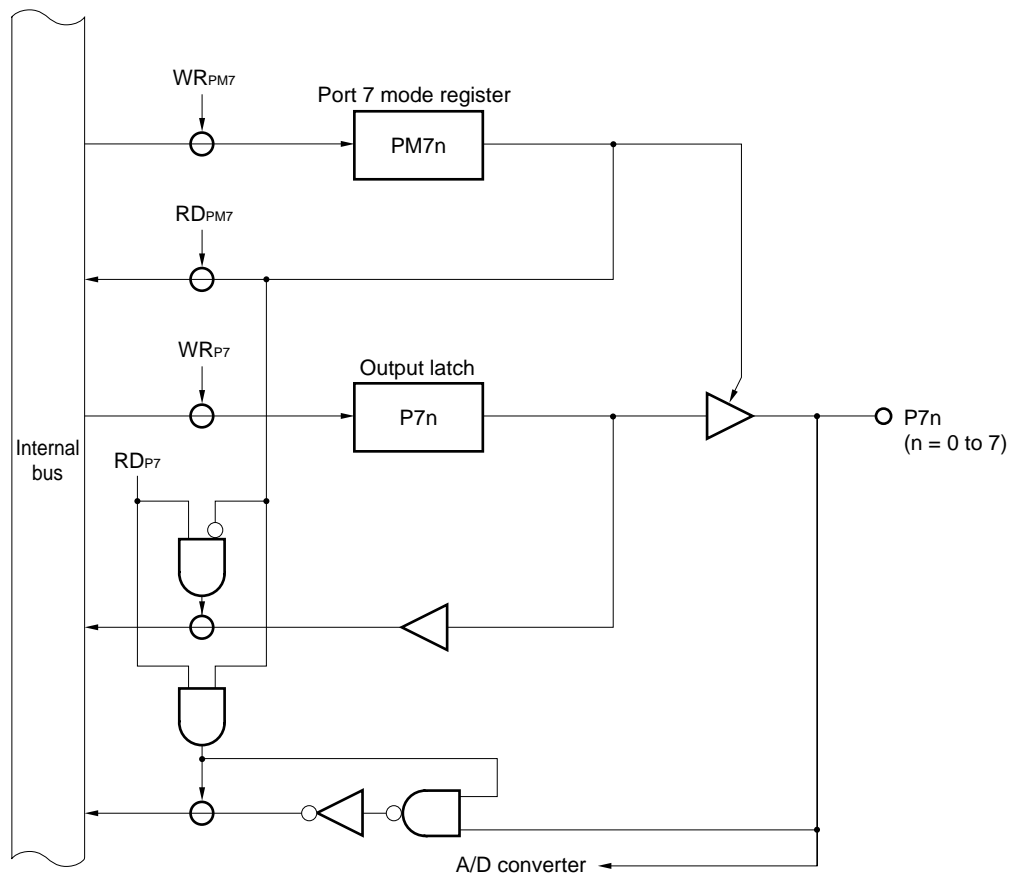 WRPM7
Port 7 mode register
PM7n
RDPM7
WRP7
Output latch
P7n
P7n
(n = 0 to 7)
Internal
bus
RDP7
A/D converter